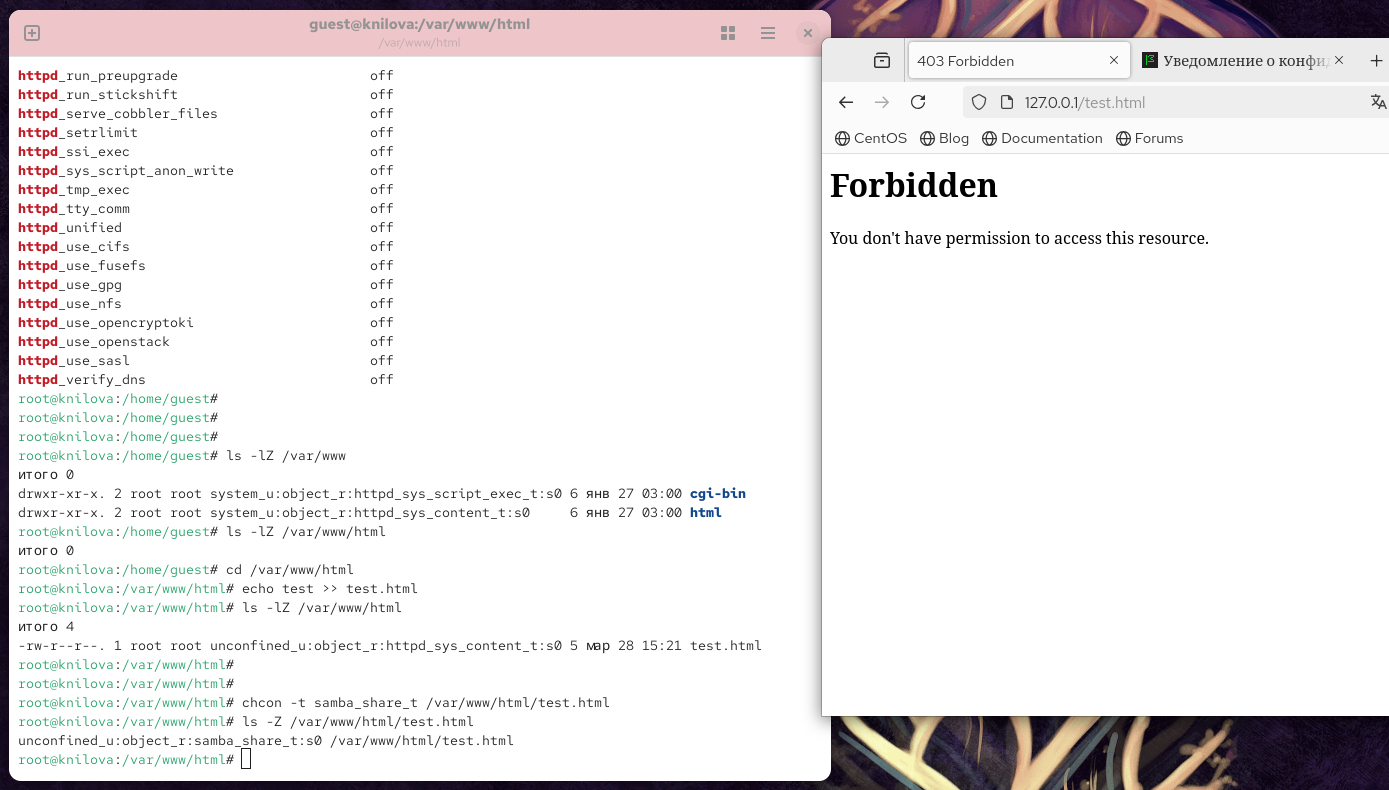 guest@knilova:/var/www/html
/var/www/html
httpd_run_preupgrade off
httpd_run_stickshift off
httpd_serve_cobbler_files off
httpd_setrlimit off
httpd_ssi_exec off
httpd_sys_script_anon_write off
httpd_tmp_exec off
httpd_tty_comm off
httpd_unified off
httpd_use_cifs off
httpd_use_fusefs off
httpd_use_gpg off
httpd_use_nfs off
httpd_use_opencryptoki off
httpd_use_openstack off
httpd_use_sasl off
httpd_verify_dns off
root@knilova:/home/guest#
root@knilova:/home/guest#
root@knilova:/home/guest#
root@knilova:/home/guest# ls -lZ /var/www
итого 0
drwxr-xr-x. 2 root root system_u:object_r:httpd_sys_script_exec_t:s0 6 янв 27 03:00 cgi-bin
drwxr-xr-x. 2 root root system_u:object_r:httpd_sys_content_t:s0 6 янв 27 03:00 html
root@knilova:/home/guest# ls -lZ /var/www/html
итого 0
root@knilova:/home/guest# cd /var/www/html
root@knilova:/var/www/html# echo test >> test.html
root@knilova:/var/www/html# ls -lZ /var/www/html
итого 4
-rw-r--r--. 1 root root unconfined_u:object_r:httpd_sys_content_t:s0 5 мар 28 15:21 test.html
root@knilova:/var/www/html#
root@knilova:/var/www/html#
root@knilova:/var/www/html# chcon -t samba_share_t /var/www/html/test.html
root@knilova:/var/www/html# ls -Z /var/www/html/test.html
unconfined_u:object_r:samba_share_t:s0 /var/www/html/test.html
root@knilova:/var/www/html#
403 Forbidden
Уведомление о конфид
127.0.0.1/test.html
CentOS Blog Documentation Forums
Forbidden
You don't have permission to access this resource.